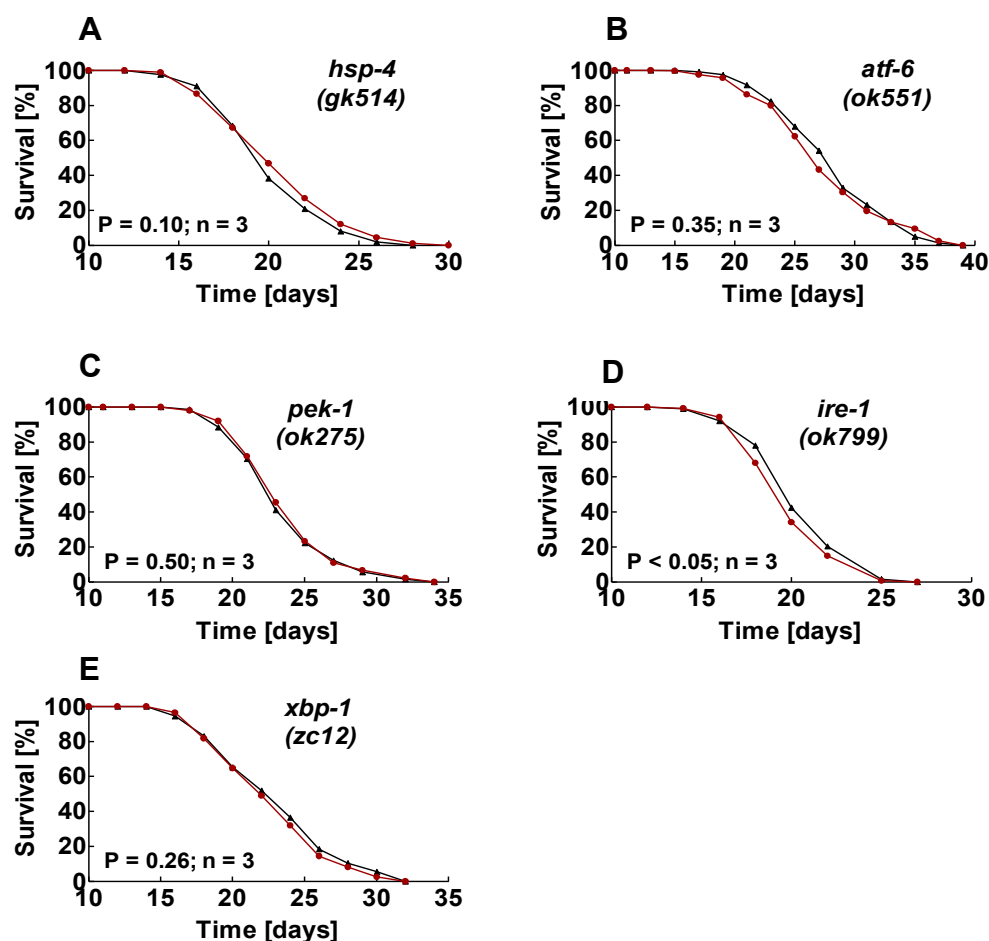 A
hsp-4
(gk514)
100
80
60
40
20
0
Survival [%]
P = 0.10; n = 3
10 15 20 25 30
Time [days]
B
atf-6
(ok551)
100
80
60
40
20
0
Survival [%]
P = 0.35; n = 3
10 15 20 25 30 35 40
Time [days]
C
pek-1
(ok275)
100
80
60
40
20
0
Survival [%]
P = 0.50; n = 3
10 15 20 25 30 35
Time [days]
D
ire-1
(ok799)
100
80
60
40
20
0
Survival [%]
P < 0.05; n = 3
10 15 20 25 30
Time [days]
E
xbp-1
(zc12)
100
80
60
40
20
0
Survival [%]
P = 0.26; n = 3
10 15 20 25 30 35
Time [days]